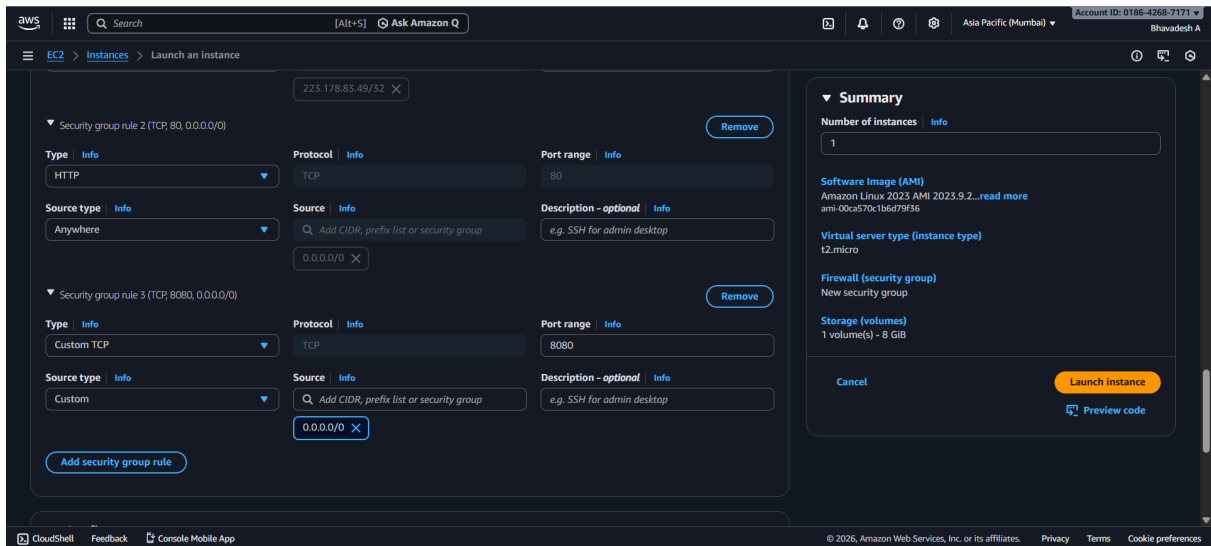 aws
Search
[Alt+S]
Ask Amazon Q
Asia Pacific (Mumbai)
Account ID: 0186-4268-7171
Bhavadesh A
EC2 > Instances > Launch an instance
223.178.83.49/32
Security group rule 2 (TCP, 80, 0.0.0.0/0)
Remove
Type | Info
Protocol | Info
Port range | Info
HTTP
TCP
80
Source type | Info
Source | Info
Description - optional | Info
Anywhere
Add CIDR, prefix list or security group
e.g. SSH for admin desktop
0.0.0.0/0
Security group rule 3 (TCP, 8080, 0.0.0.0/0)
Remove
Type | Info
Protocol | Info
Port range | Info
Custom TCP
TCP
8080
Source type | Info
Source | Info
Description - optional | Info
Custom
Add CIDR, prefix list or security group
e.g. SSH for admin desktop
0.0.0.0/0
Add security group rule
Summary
Number of instances | Info
1
Software Image (AMI)
Amazon Linux 2023 AMI 2023.9.2...read more
ami-00ca570c1b6d79f36
Virtual server type (instance type)
t2.micro
Firewall (security group)
New security group
Storage (volumes)
1 volume(s) - 8 GiB
Cancel
Launch instance
Preview code
CloudShell
Feedback
Console Mobile App
© 2026, Amazon Web Services, Inc. or its affiliates.
Privacy
Terms
Cookie preferences